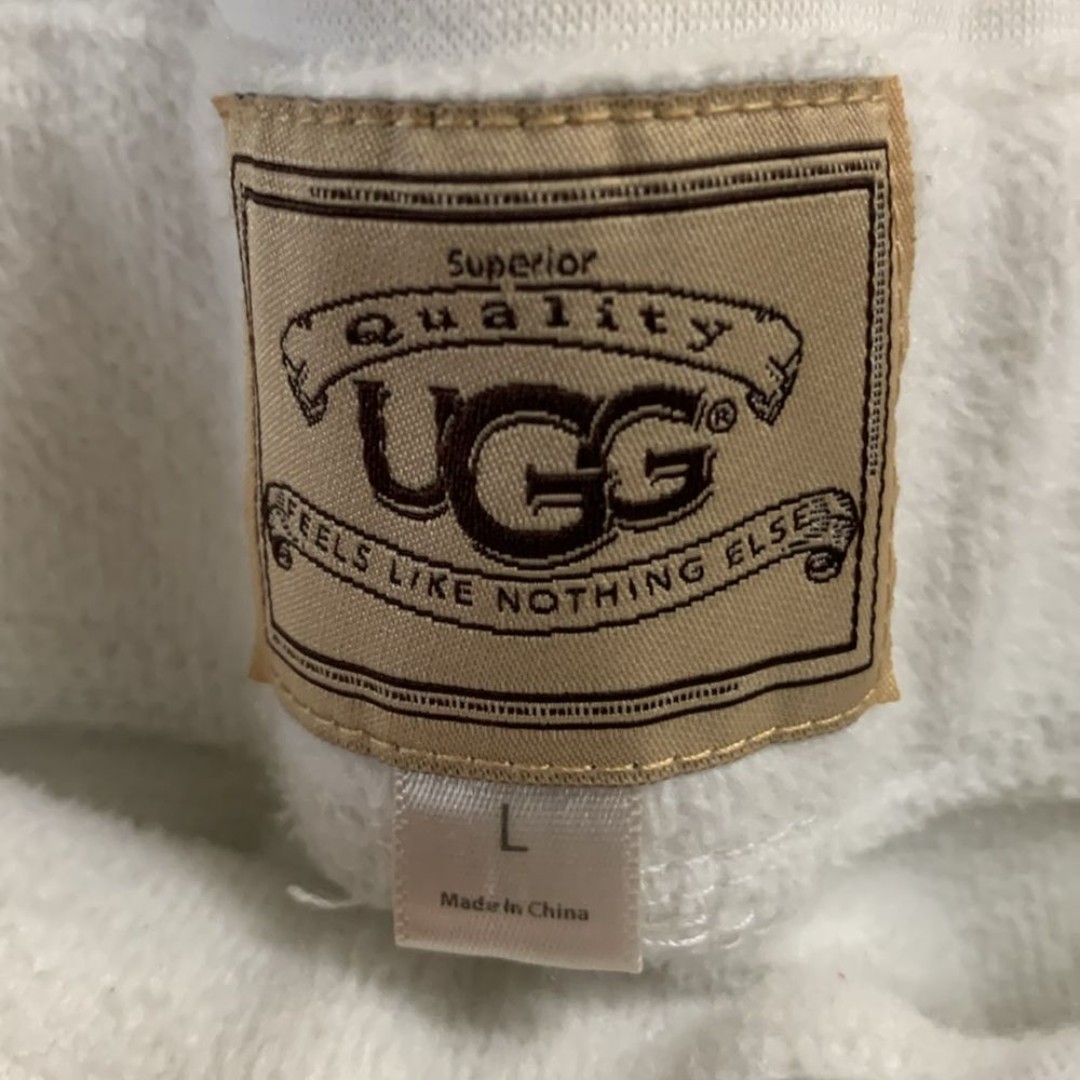 Superior
Quality
UGG®
FEELS LIKE NOTHING ELSE
L
Made In China